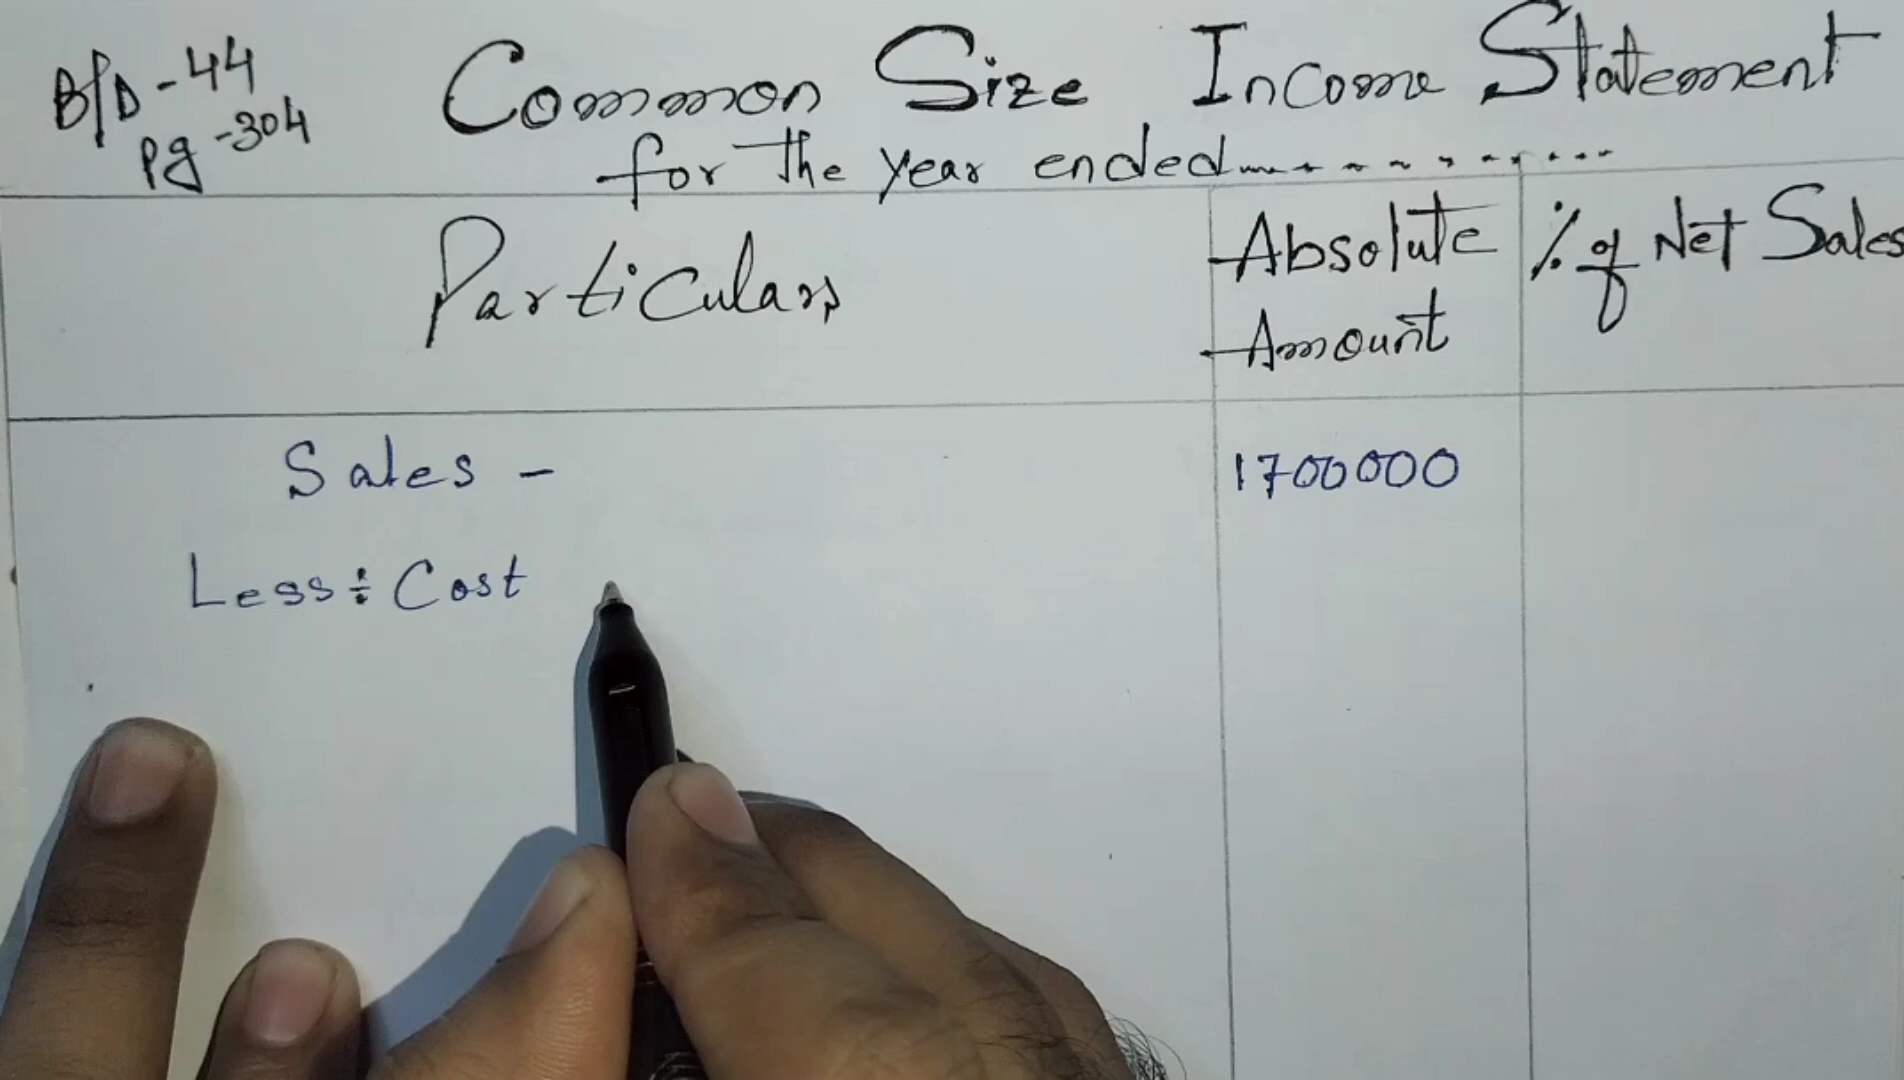 B/D - 44
Pg - 304
Common Size Income Statement
for the year ended..............
Particulars
Absolute Amount
% of Net Sales
Sales - 1700000
Less: Cost